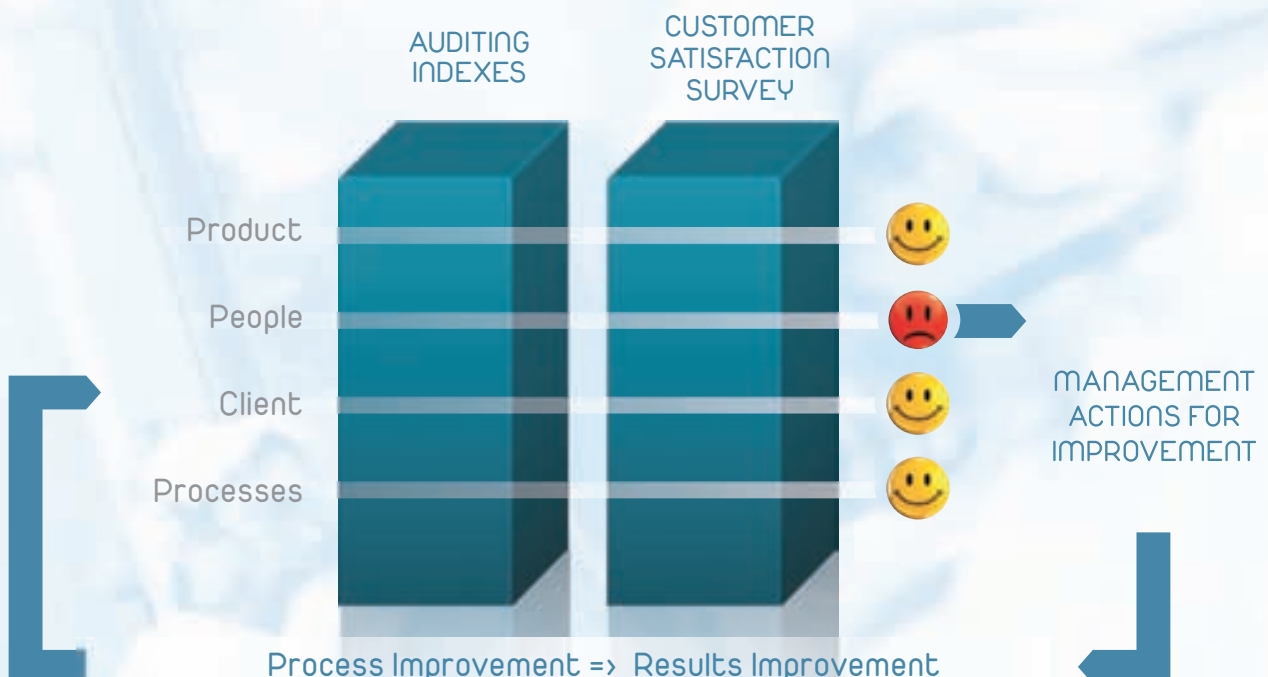 AUDITING
INDEXES
CUSTOMER
SATISFACTION
SURVEY
Product
People
Client
Processes
MANAGEMENT
ACTIONS FOR
IMPROVEMENT
Process Improvement => Results Improvement